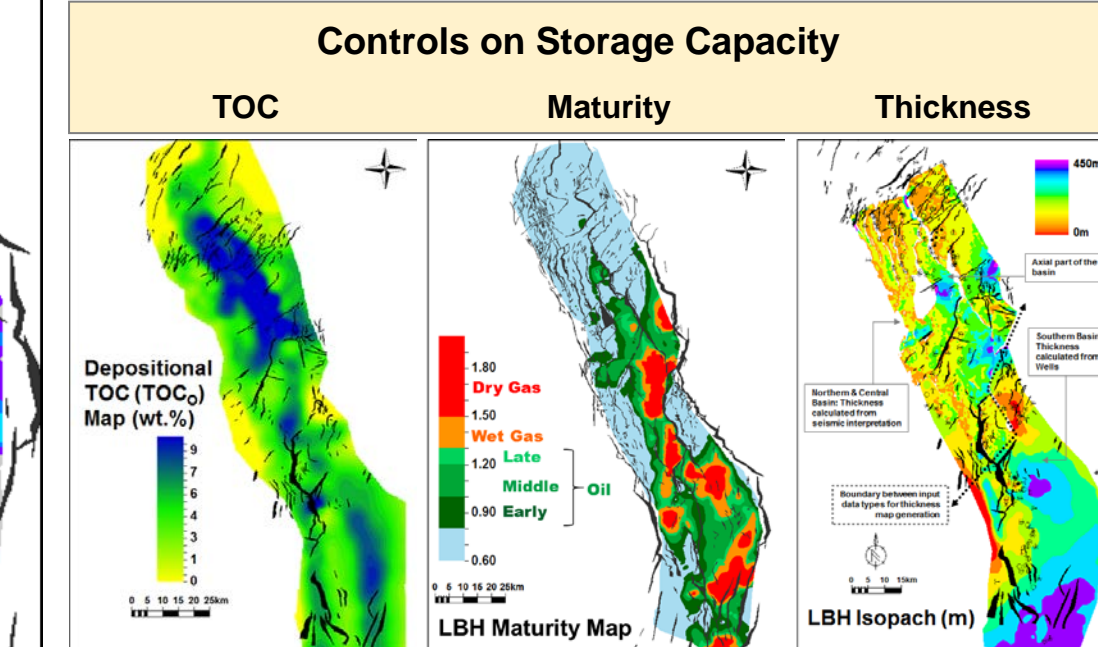 Controls on Storage Capacity
TOC
Maturity
Thickness
Depositional
TOC (TOCO)
Map (wt.%)
9
7
6
4
3
1
0
0 5 10 15 20 25km
1.80
Dry Gas
1.50
Wet Gas
Late
1.20
Middle
Oil
0.90 Early
0.60
0 5 10 15 20 25km
LBH Maturity Map
450m
0m
Axial part of the
basin
Southern Basin
Thickness
calculated from
Wells
Northern & Central
Basin: Thickness
calculated from
seismic interpretation
Boundary between input
data types for thickness
map generation
0 5 10 15km
LBH Isopach (m)